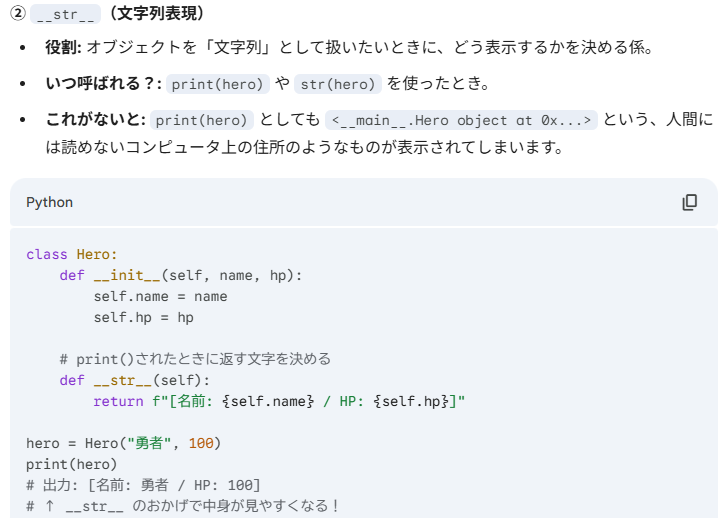 ② __str__（文字列表現）
• 役割: オブジェクトを「文字列」として扱いたいときに、どう表示するかを決める係。
• いつ呼ばれる？: print(hero) や str(hero) を使ったとき。
• これがないと: print(hero) としても <__main__.Hero object at 0x...> という、人間に
は読めないコンピュータ上の住所のようなものが表示されてしまいます。
Python
class Hero:
    def __init__(self, name, hp):
        self.name = name
        self.hp = hp
    # print()されたときに返す文字を決める
    def __str__(self):
        return f"[名前: {self.name} / HP: {self.hp}]"
hero = Hero("勇者", 100)
print(hero)
# 出力: [名前: 勇者 / HP: 100]
# ↑ __str__ のおかげで中身が見やすくなる！